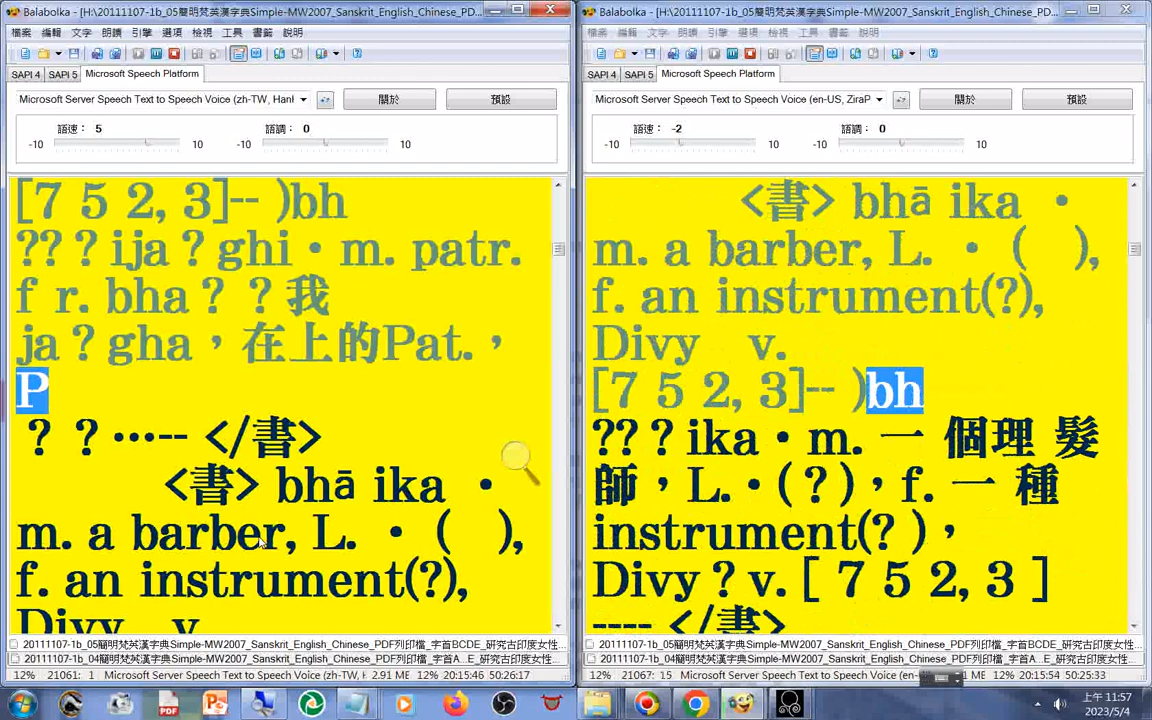 Balabolka - [H:\20111107-1b_05簡明梵英漢字典Simple-MW2007_Sanskrit_English_Chinese_PD...
檔案 編輯 文字 朗讀 引擎 選項 檢視 工具 書籤 說明
SAPI 4 SAPI 5 Microsoft Speech Platform
Microsoft Server Speech Text to Speech Voice (zh-TW, Hanl
關於 預設
語速: 5 語調: 0
-10 10 -10 10
[7 5 2, 3]-- )bh
???ija?ghi·m. patr.
f r. bha??我
ja?gha，在上的Pat.，
P
??…-- </書>
<書> bhā ika ·
m. a barber, L. · ( ),
f. an instrument(?),
Divy v.
20111107-1b_05簡明梵英漢字典Simple-MW2007_Sanskrit_English_Chinese_PDF列印檔_字首BCDE_研究古印度女性...
20111107-1b_04簡明梵英漢字典Simple-MW2007_Sanskrit_English_Chinese_PDF列印檔_字首A...E_研究古印度女性...
12% 21061: 1 Microsoft Server Speech Text to Speech Voice (zh-TW, 2.91 MB 12% 20:15:46 50:26:17
Balabolka - [H:\20111107-1b_05簡明梵英漢字典Simple-MW2007_Sanskrit_English_Chinese_PD...
檔案 編輯 文字 朗讀 引擎 選項 檢視 工具 書籤 說明
SAPI 4 SAPI 5 Microsoft Speech Platform
Microsoft Server Speech Text to Speech Voice (en-US, ZiraP
關於 預設
語速: -2 語調: 0
-10 10 -10 10
<書> bhā ika ·
m. a barber, L. · ( ),
f. an instrument(?),
Divy v.
[7 5 2, 3]-- )bh
???ika·m. 一 個理 髮
師，L.·(?)，f. 一 種
instrument(? )，
Divy?v. [ 7 5 2, 3 ]
---- </書>
20111107-1b_05簡明梵英漢字典Simple-MW2007_Sanskrit_English_Chinese_PDF列印檔_字首BCDE_研究古印度女性...
20111107-1b_04簡明梵英漢字典Simple-MW2007_Sanskrit_English_Chinese_PDF列印檔_字首A...E_研究古印度女性...
12% 21067: 15 Microsoft Server Speech Text to Speech Voice (en-US, 12% 20:15:54 50:25:33
PDF
上午 11:57
2023/5/4